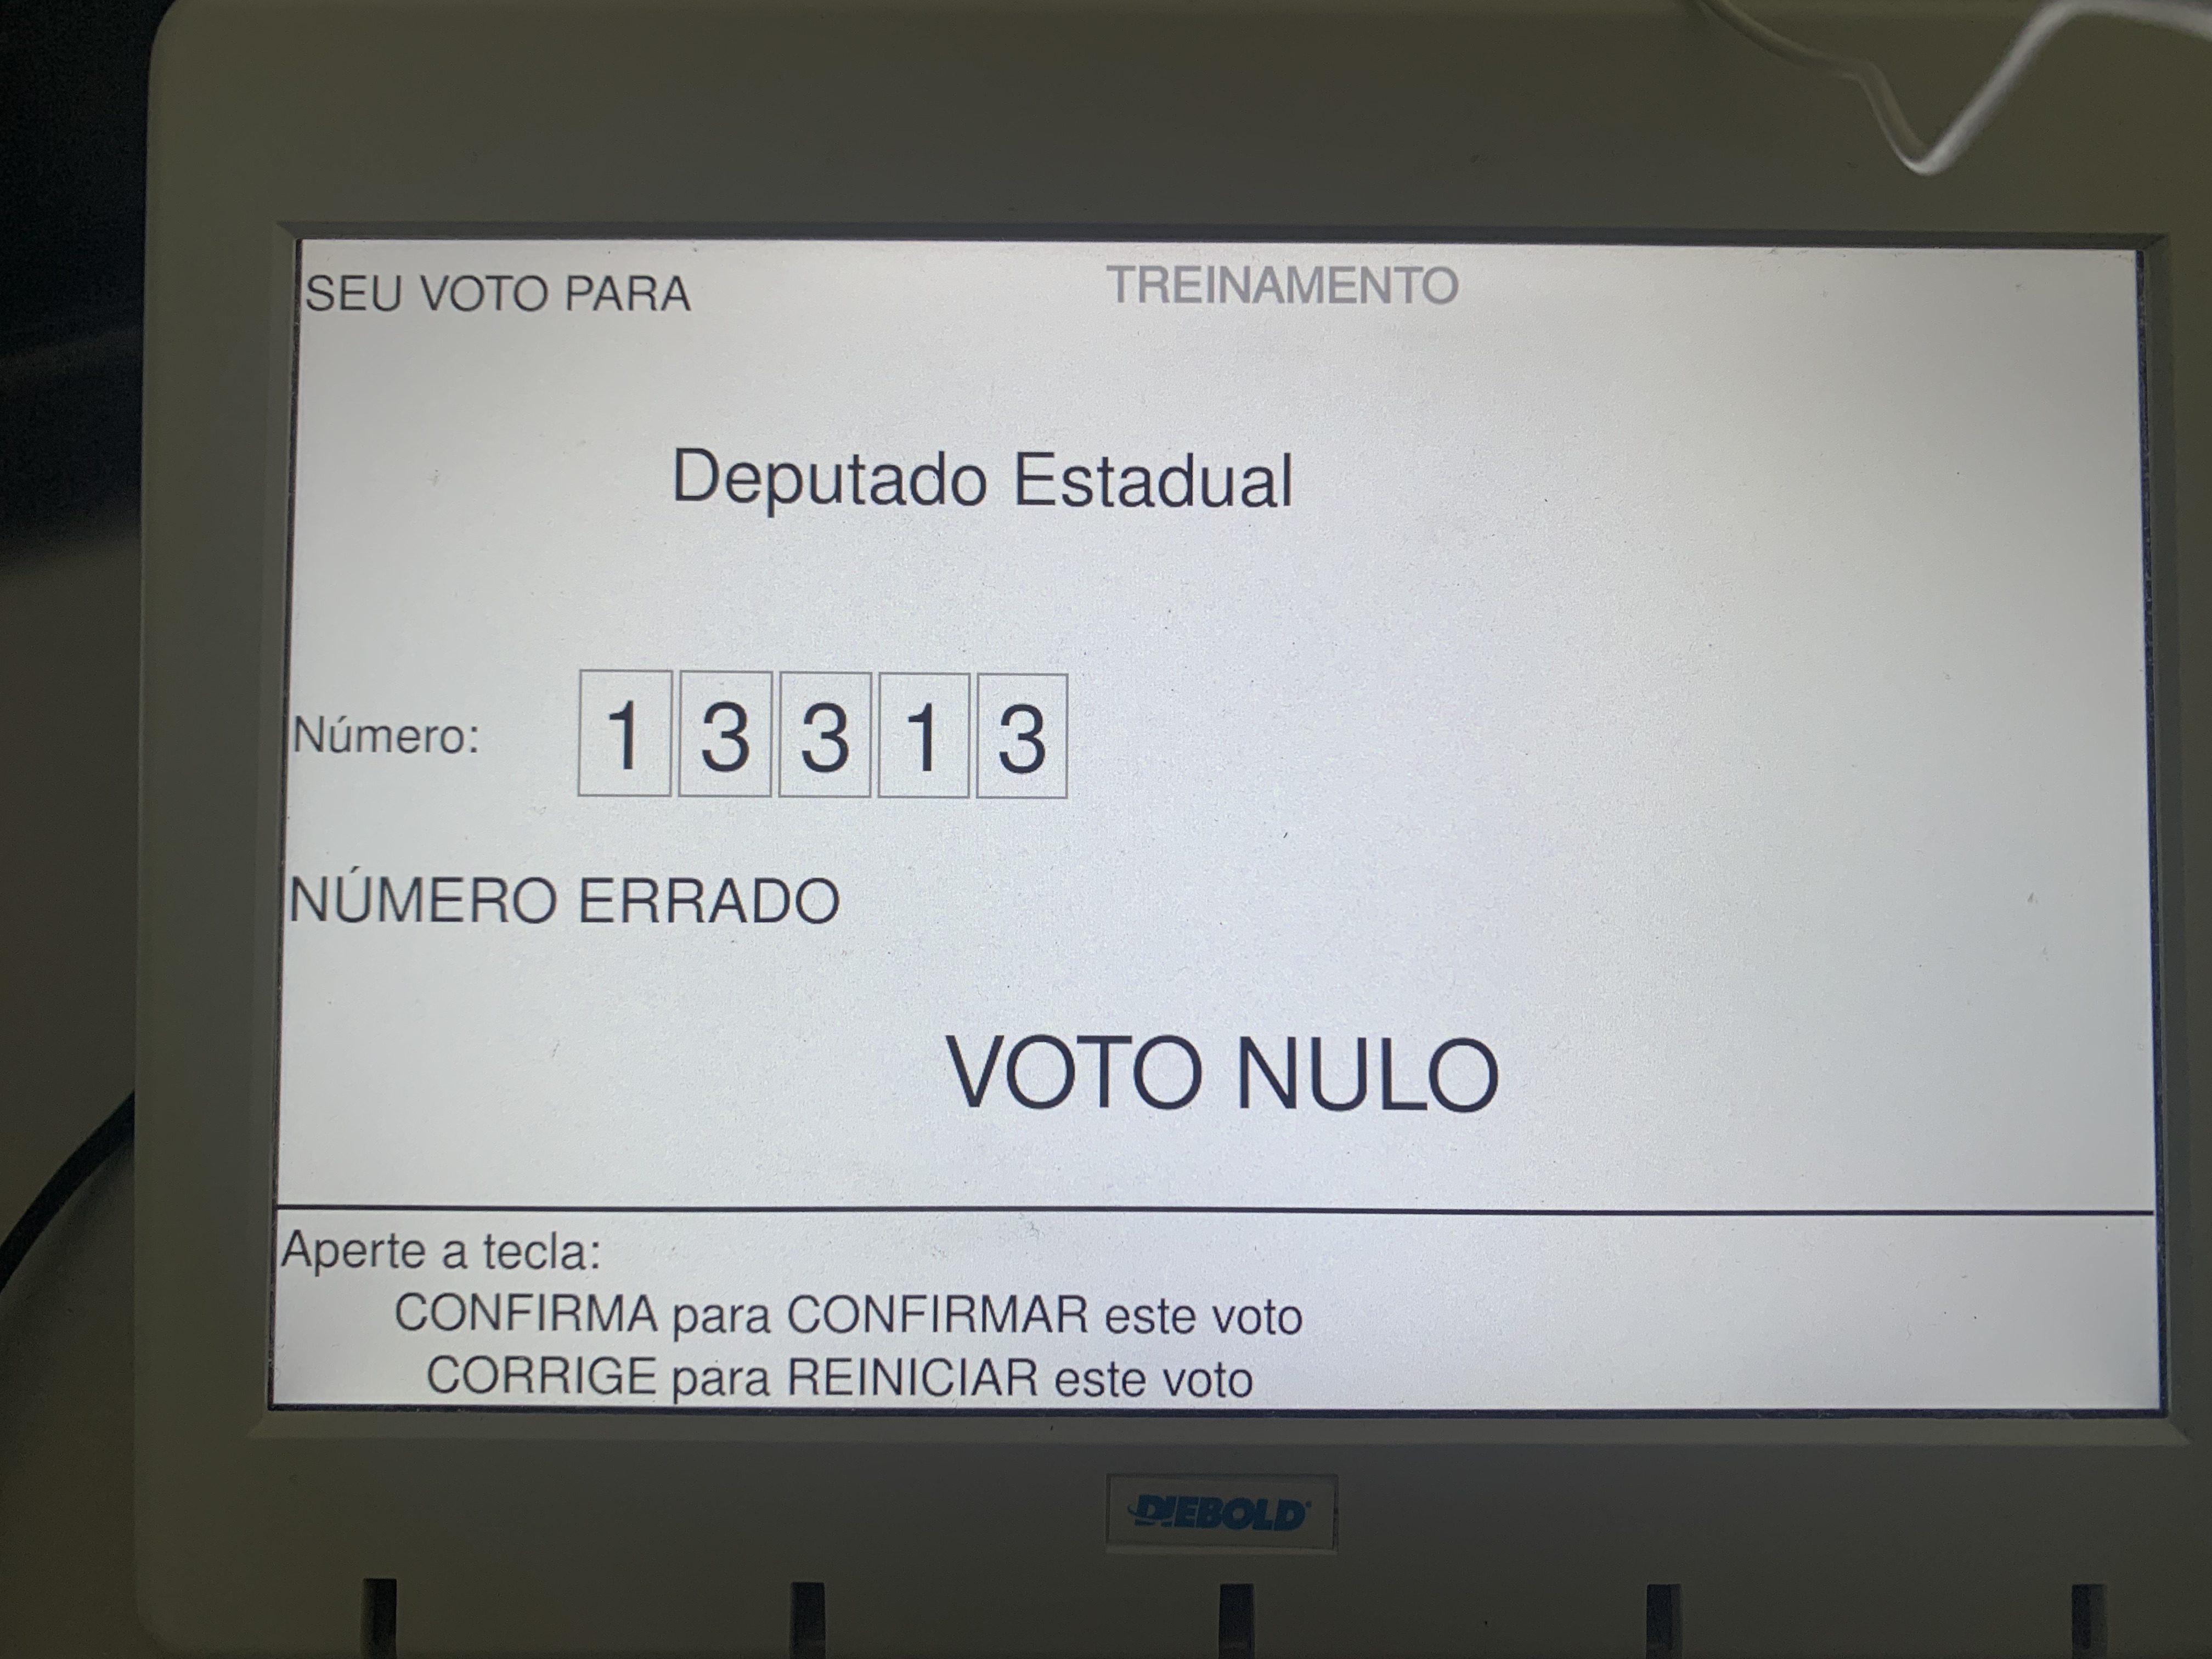 SEU VOTO PARA
TREINAMENTO
Deputado Estadual
Número: 1 3 3 1 3
NÚMERO ERRADO
VOTO NULO
Aperte a tecla:
CONFIRMA para CONFIRMAR este voto
CORRIGE para REINICIAR este voto
DIEBOLD